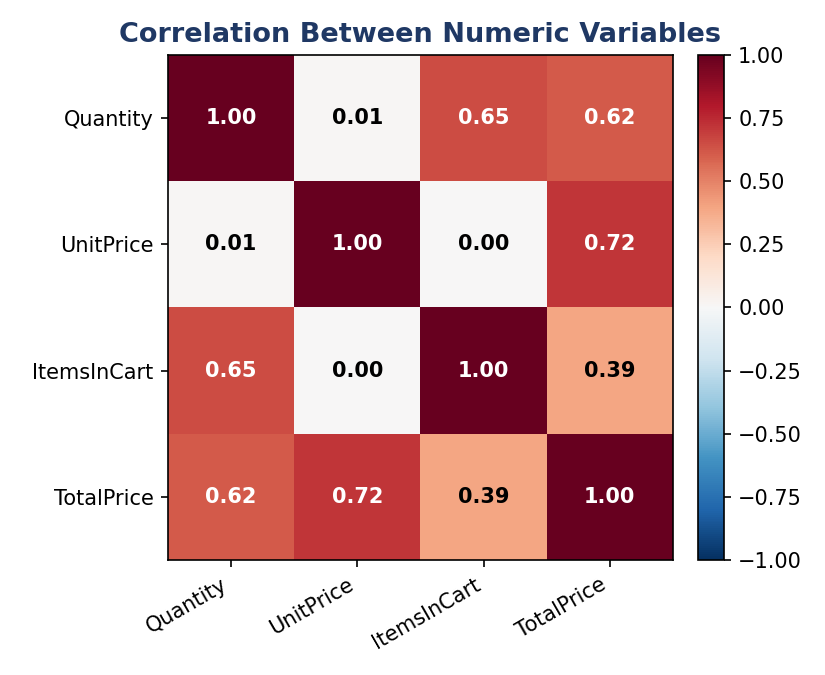 Correlation Between Numeric Variables
Quantity 1.00 0.01 0.65 0.62
UnitPrice 0.01 1.00 0.00 0.72
ItemsInCart 0.65 0.00 1.00 0.39
TotalPrice 0.62 0.72 0.39 1.00
Quantity UnitPrice ItemsInCart TotalPrice
1.00
0.75
0.50
0.25
0.00
−0.25
−0.50
−0.75
−1.00